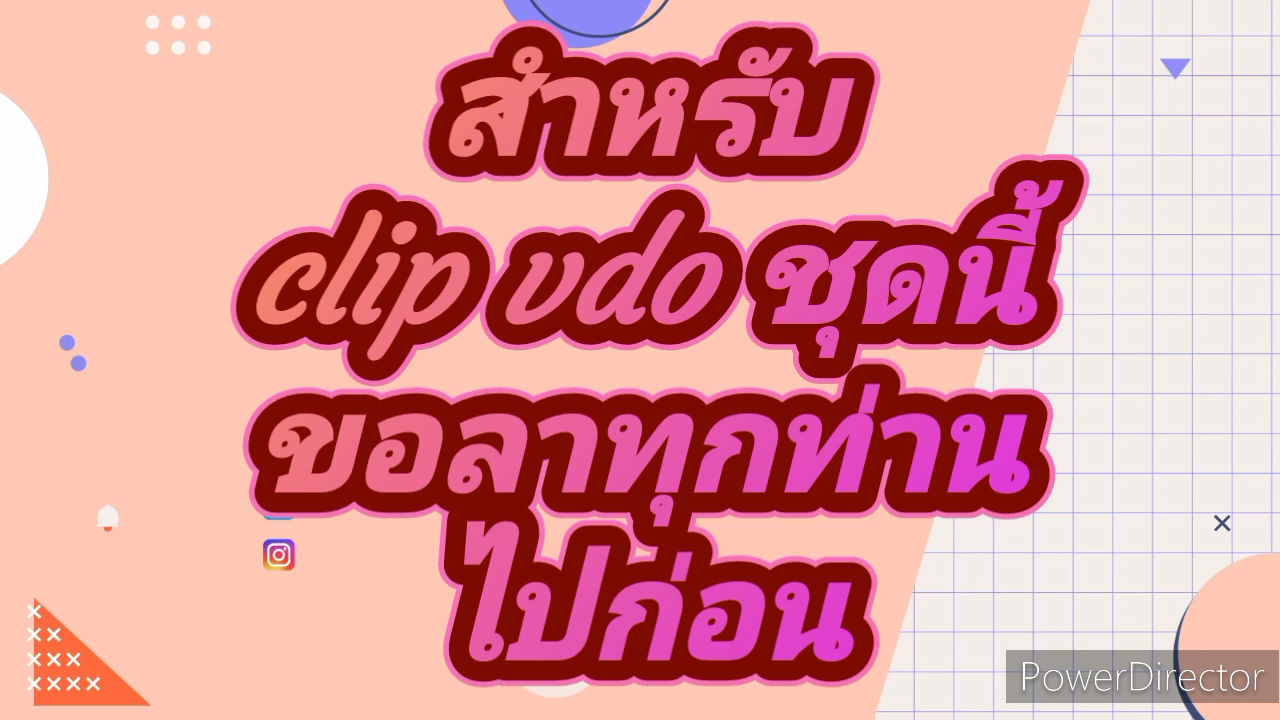 สำหรับ
clip vdo ชุดนี้
ขอลาทุกท่าน
ไปก่อน
PowerDirector